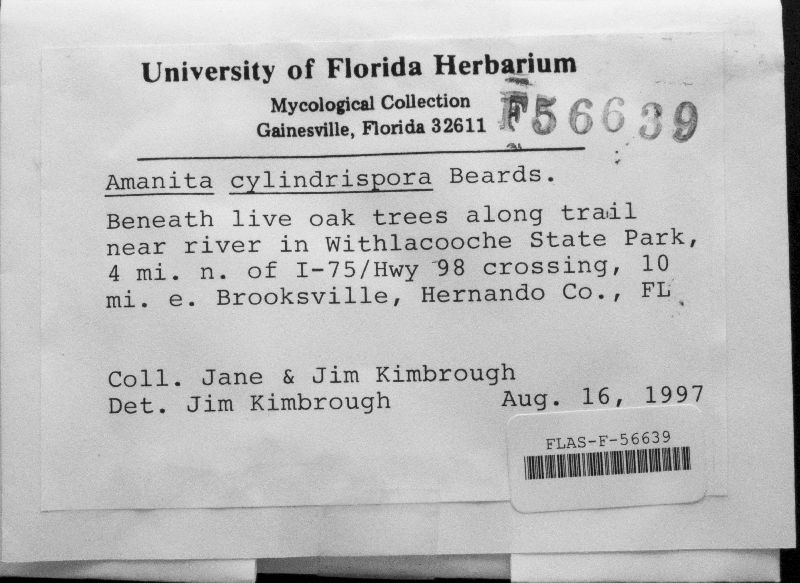 University of Florida Herbarium
Mycological Collection
Gainesville, Florida 32611
F56639
Amanita cylindrispora Beards.
Beneath live oak trees along trail
near river in Withlacooche State Park,
4 mi. n. of I-75/Hwy 98 crossing, 10
mi. e. Brooksville, Hernando Co., FL
Coll. Jane & Jim Kimbrough
Det. Jim Kimbrough Aug. 16, 1997
FLAS-F-56639